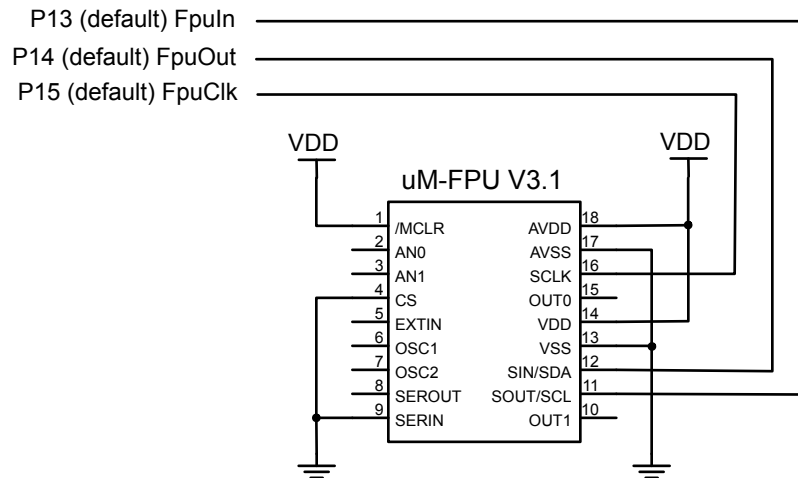 P13 (default) FpuIn
P14 (default) FpuOut
P15 (default) FpuClk
VDD
VDD
uM-FPU V3.1
1 /MCLR AVDD 18
2 AN0 AVSS 17
3 AN1 SCLK 16
4 CS OUT0 15
5 EXTIN VDD 14
6 OSC1 VSS 13
7 OSC2 SIN/SDA 12
8 SEROUT SOUT/SCL 11
9 SERIN OUT1 10